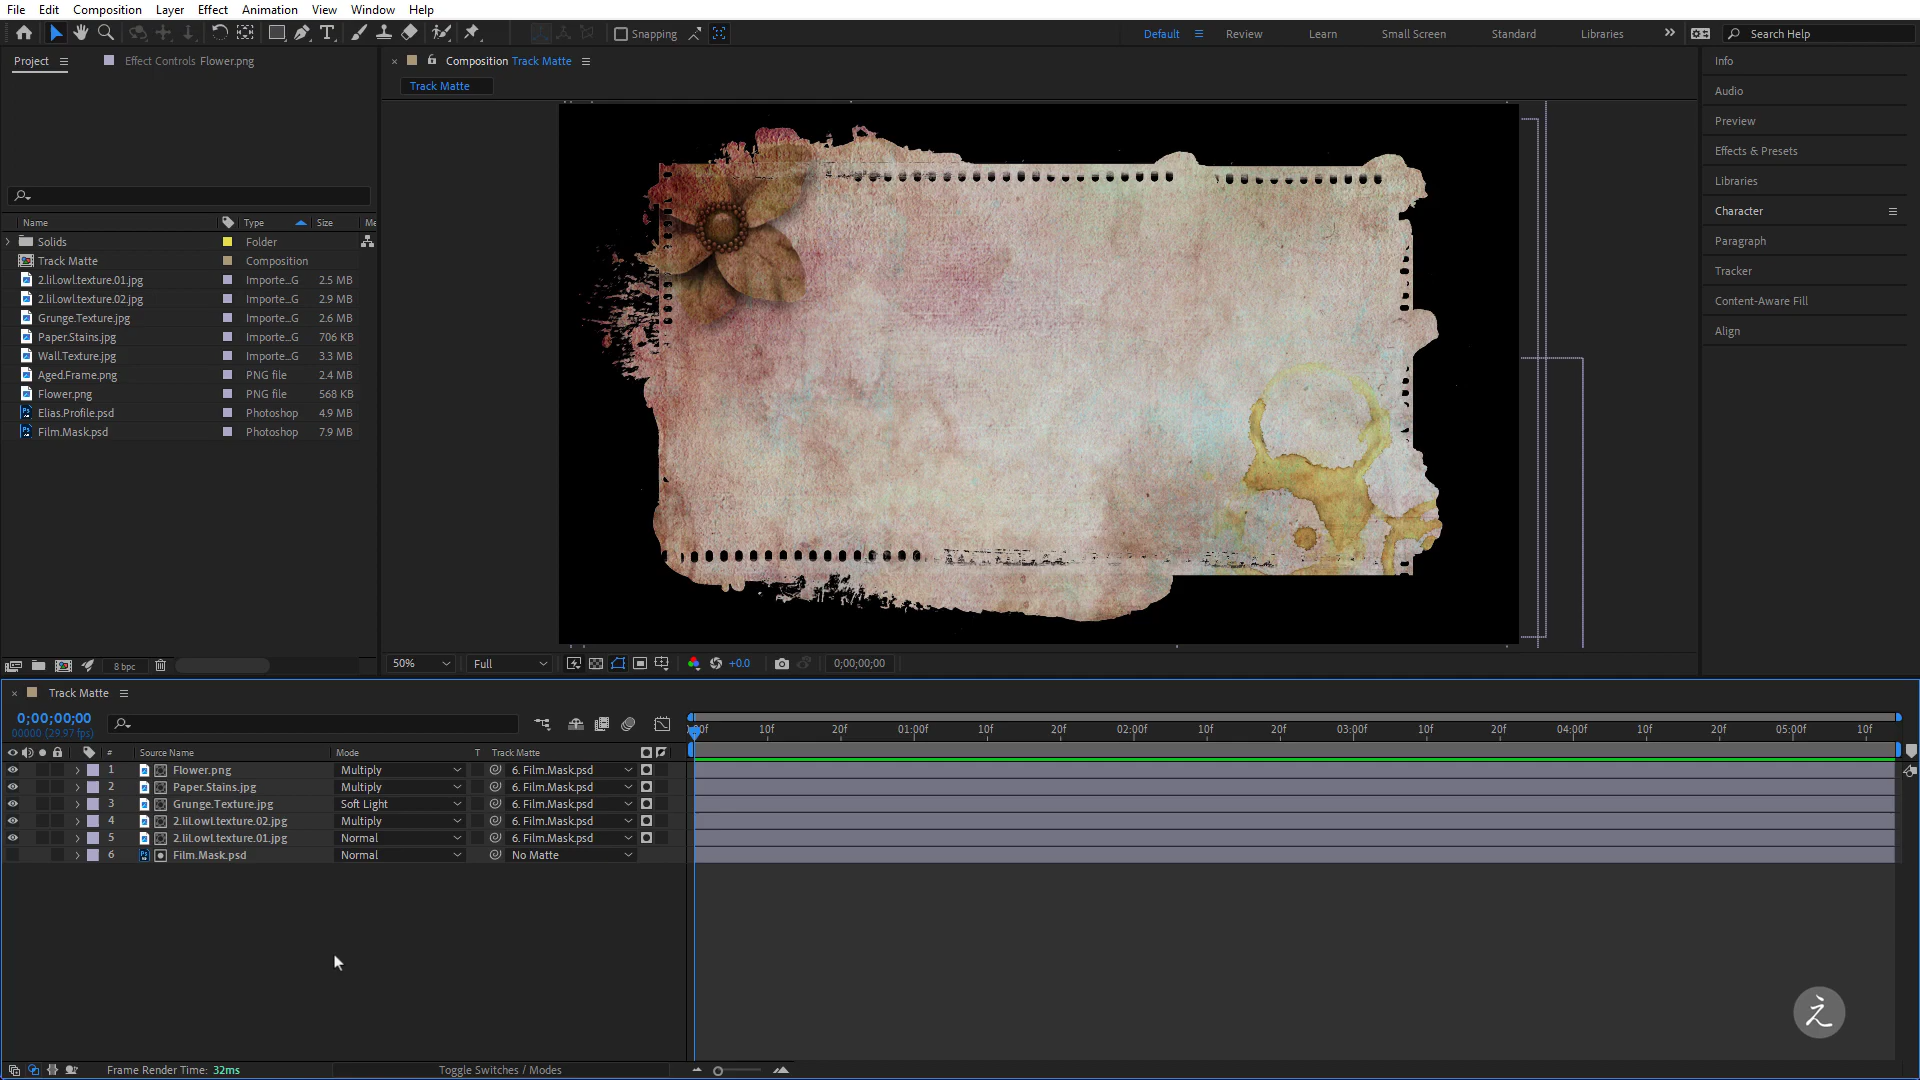 File Edit Composition Layer Effect Animation View Window Help
Snapping Default Review Learn Small Screen Standard Libraries Search Help
Project Effect Controls Flower.png
Composition Track Matte
Track Matte
Name Type Size Me
Solids Folder
Track Matte Composition
2.lil.owl.texture.01.jpg Importe...G 2.5 MB
2.lil.owl.texture.02.jpg Importe...G 2.9 MB
Grunge.Texture.jpg Importe...G 2.6 MB
Paper.Stains.jpg Importe...G 706 KB
Wall.Texture.jpg Importe...G 3.3 MB
Aged.Frame.png PNG file 2.4 MB
Flower.png PNG file 568 KB
Elias.Profile.psd Photoshop 4.9 MB
Film.Mask.psd Photoshop 7.9 MB
8 bpc
50% Full +0.0 0;00;00;00
Info
Audio
Preview
Effects & Presets
Libraries
Character
Paragraph
Tracker
Content-Aware Fill
Align
Track Matte
0;00;00;00
00000 (29.97 fps)
:00f 10f 20f 01:00f 10f 20f 02:00f 10f 20f 03:00f 10f 20f 04:00f 10f 20f 05:00f 10f
# Source Name Mode T Track Matte
1 Flower.png Multiply 6. Film.Mask.psd
2 Paper.Stains.jpg Multiply 6. Film.Mask.psd
3 Grunge.Texture.jpg Soft Light 6. Film.Mask.psd
4 2.lil.owl.texture.02.jpg Multiply 6. Film.Mask.psd
5 2.lil.owl.texture.01.jpg Normal 6. Film.Mask.psd
6 Film.Mask.psd Normal No Matte
Frame Render Time: 32ms Toggle Switches / Modes